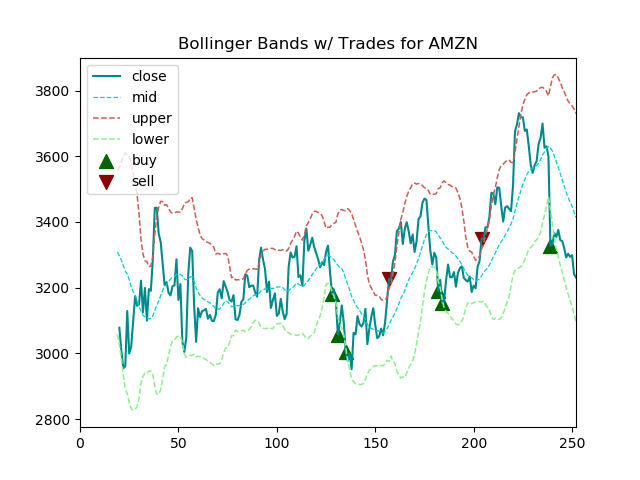 Bollinger Bands w/ Trades for AMZN
close
mid
upper
lower
buy
sell
3800
3600
3400
3200
3000
2800
0 50 100 150 200 250